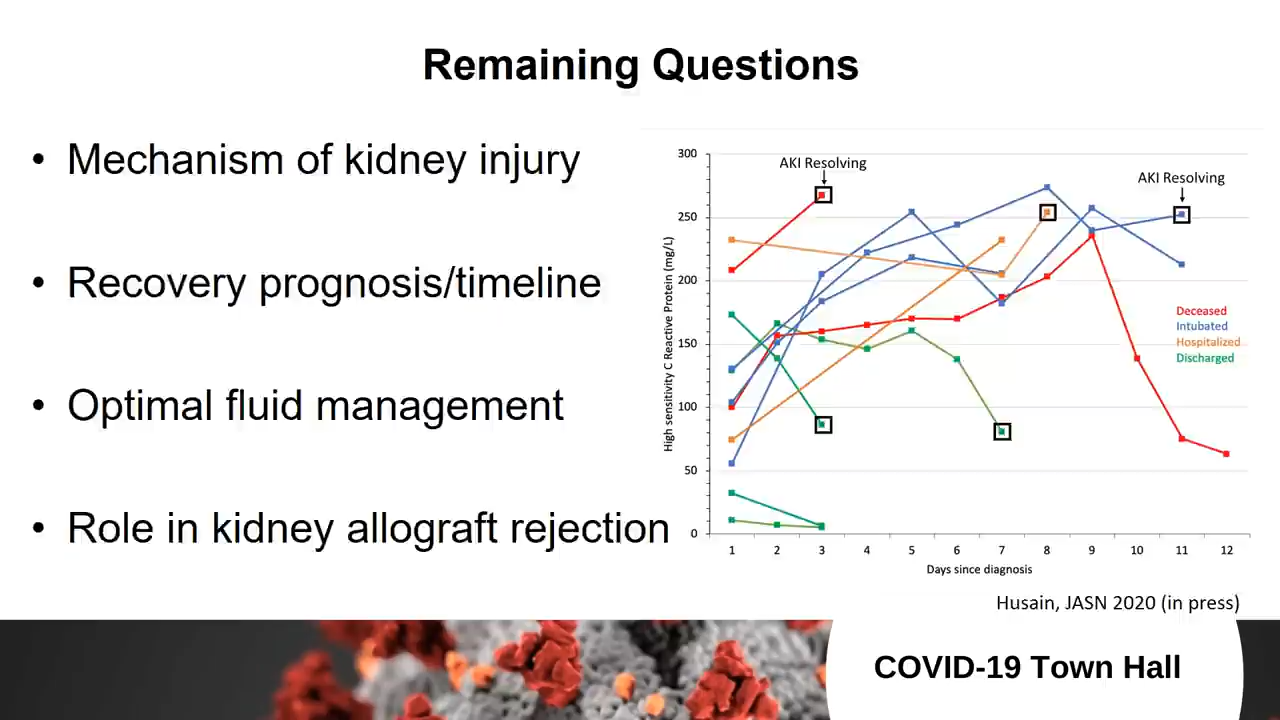 Remaining Questions
• Mechanism of kidney injury
• Recovery prognosis/timeline
• Optimal fluid management
• Role in kidney allograft rejection
High sensitivity C Reactive Protein (mg/L)
300
250
200
150
100
50
0
AKI Resolving
AKI Resolving
Deceased
Intubated
Hospitalized
Discharged
1 2 3 4 5 6 7 8 9 10 11 12
Days since diagnosis
Husain, JASN 2020 (in press)
COVID-19 Town Hall